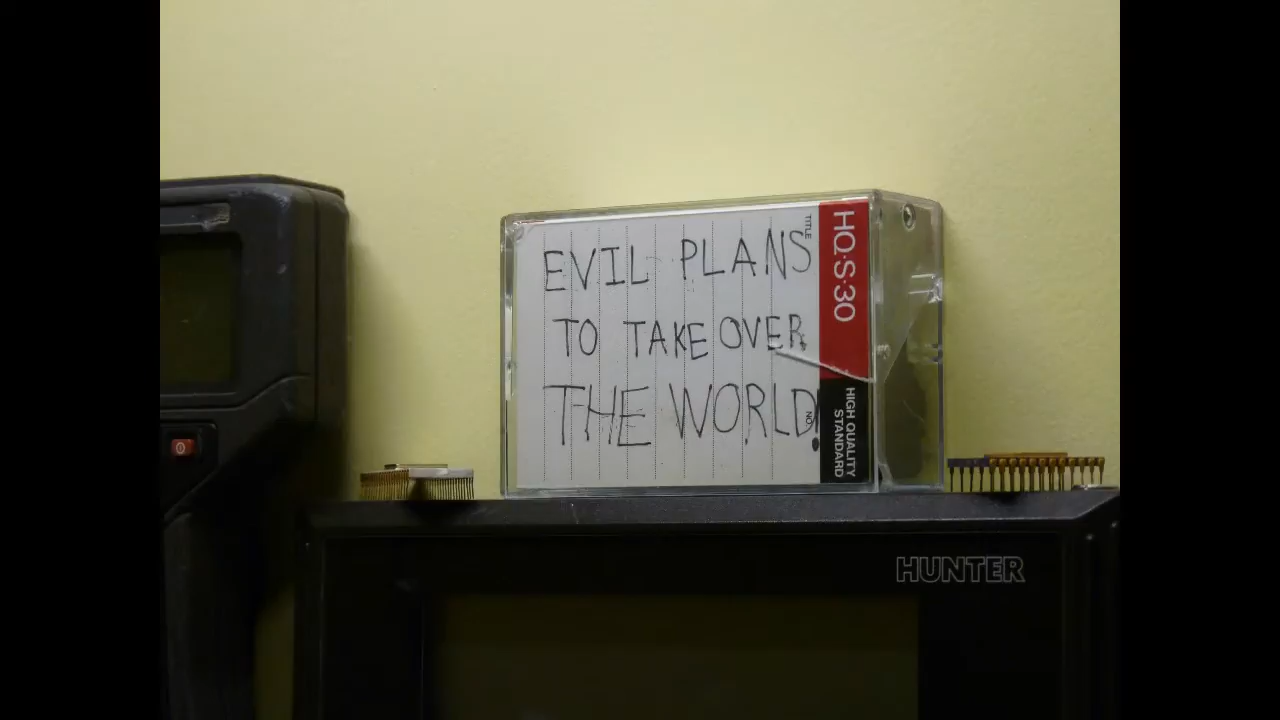 EVIL PLANS
TO TAKE OVER
THE WORLD!
TITLE
NO.
HQ·S·30
HIGH QUALITY
STANDARD
HUNTER